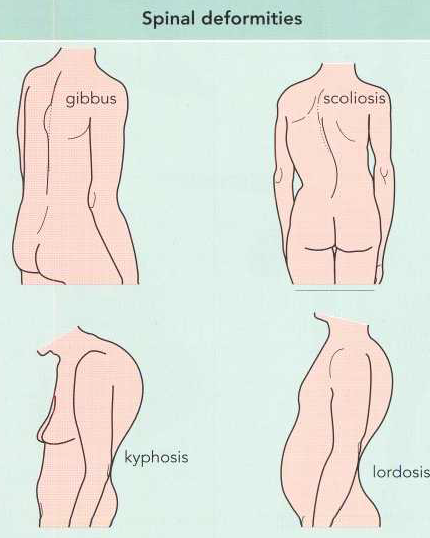 Spinal deformities
gibbus
scoliosis
kyphosis
lordosis